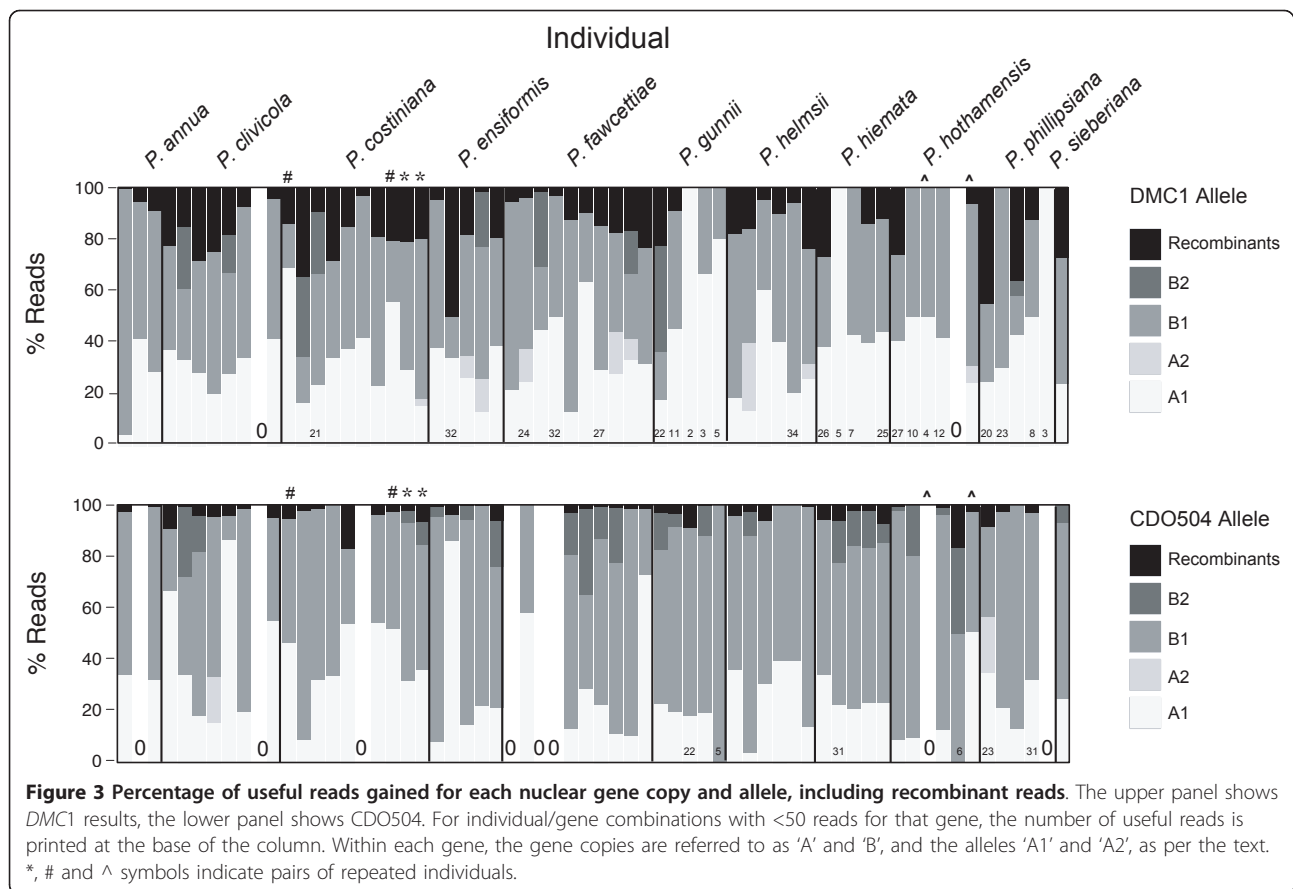 Individual
P. annua P. clivicola P. costiniana P. ensiformis P. fawcettiae P. gunnii P. helmsii P. hiemata P. hothamensis P. phillipsiana P. sieberiana
# # * * ^ ^
100
80
60
40
20
0
% Reads
0 21 32 24 32 27 22 11 2 3 5 34 26 5 7 25 27 10 4 12 0 20 23 8 3
DMC1 Allele
Recombinants
B2
B1
A2
A1
# # * * ^ ^
100
80
60
40
20
0
% Reads
0 0 0 0 0 0 22 5 31 0 6 23 31 0
CDO504 Allele
Recombinants
B2
B1
A2
A1
Figure 3 Percentage of useful reads gained for each nuclear gene copy and allele, including recombinant reads. The upper panel shows
DMC1 results, the lower panel shows CDO504. For individual/gene combinations with <50 reads for that gene, the number of useful reads is
printed at the base of the column. Within each gene, the gene copies are referred to as 'A' and 'B', and the alleles 'A1' and 'A2', as per the text.
*, # and ^ symbols indicate pairs of repeated individuals.